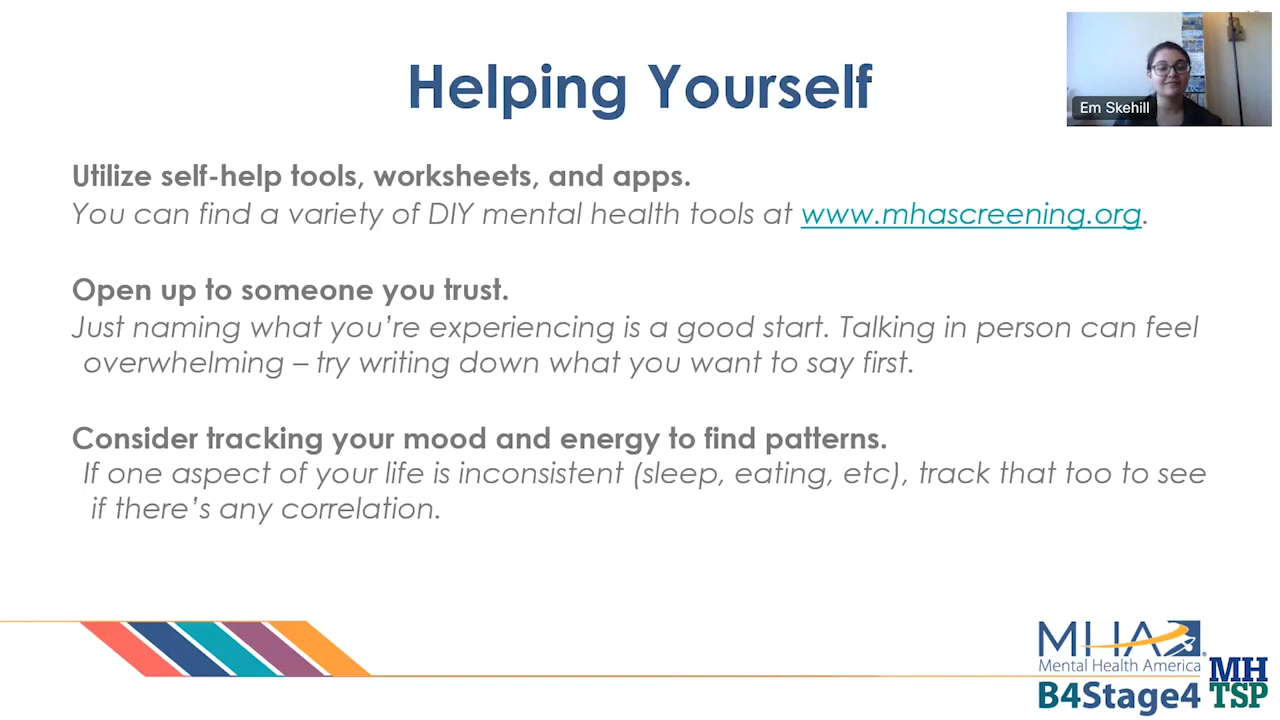 Helping Yourself
Em Skehill
Utilize self-help tools, worksheets, and apps.
You can find a variety of DIY mental health tools at www.mhascreening.org.
Open up to someone you trust.
Just naming what you’re experiencing is a good start. Talking in person can feel
overwhelming – try writing down what you want to say first.
Consider tracking your mood and energy to find patterns.
If one aspect of your life is inconsistent (sleep, eating, etc), track that too to see
if there’s any correlation.
MHA
Mental Health America
B4Stage4
MH
TSP